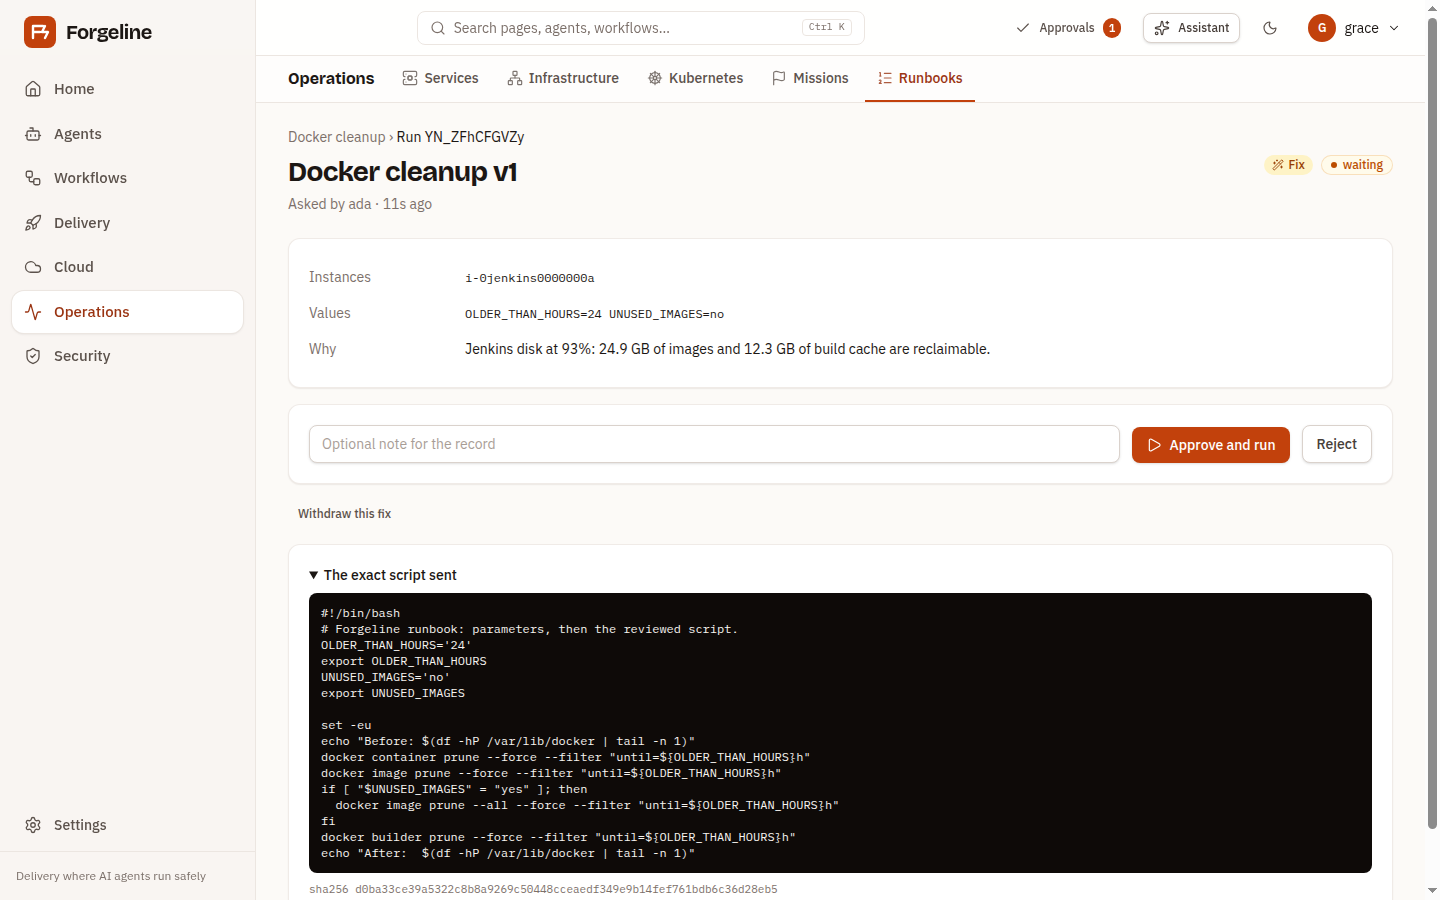 Forgeline
Search pages, agents, workflows...
Ctrl K
Approvals
1
Assistant
G
grace
Home
Agents
Workflows
Delivery
Cloud
Operations
Security
Settings
Delivery where AI agents run safely
Operations
Services
Infrastructure
Kubernetes
Missions
Runbooks
Docker cleanup › Run YN_ZFhCFGVZy
Docker cleanup v1
Fix
waiting
Asked by ada · 11s ago
Instances
i-0jenkins0000000a
Values
OLDER_THAN_HOURS=24 UNUSED_IMAGES=no
Why
Jenkins disk at 93%: 24.9 GB of images and 12.3 GB of build cache are reclaimable.
Optional note for the record
Approve and run
Reject
Withdraw this fix
The exact script sent
#!/bin/bash
# Forgeline runbook: parameters, then the reviewed script.
OLDER_THAN_HOURS='24'
export OLDER_THAN_HOURS
UNUSED_IMAGES='no'
export UNUSED_IMAGES
set -eu
echo "Before: $(df -hP /var/lib/docker | tail -n 1)"
docker container prune --force --filter "until=${OLDER_THAN_HOURS}h"
docker image prune --force --filter "until=${OLDER_THAN_HOURS}h"
if [ "$UNUSED_IMAGES" = "yes" ]; then
  docker image prune --all --force --filter "until=${OLDER_THAN_HOURS}h"
fi
docker builder prune --force --filter "until=${OLDER_THAN_HOURS}h"
echo "After:  $(df -hP /var/lib/docker | tail -n 1)"
sha256 d0ba33ce39a5322c8b8a9269c50448cceaedf349e9b14fef761bdb6c36d28eb5